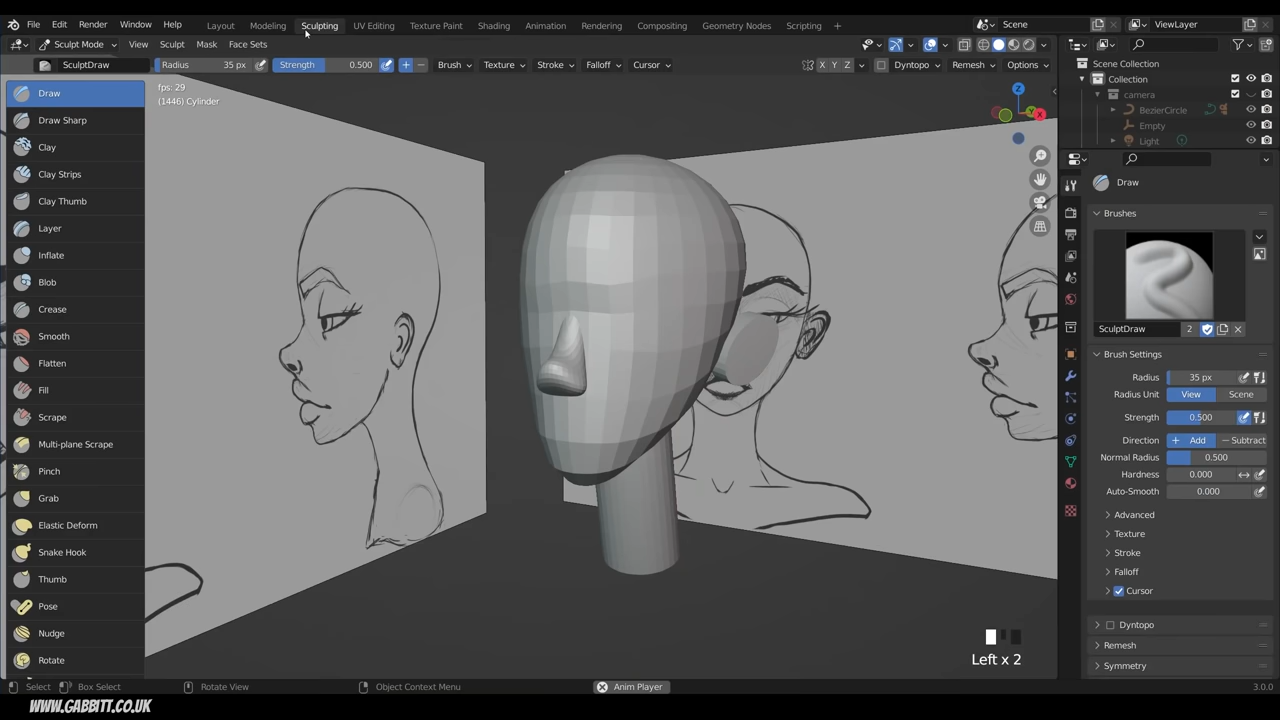 File Edit Render Window Help Layout Modeling Sculpting UV Editing Texture Paint Shading Animation Rendering Compositing Geometry Nodes Scripting + Scene ViewLayer
Sculpt Mode View Sculpt Mask Face Sets
SculptDraw Radius 35 px Strength 0.500 + − Brush Texture Stroke Falloff Cursor X Y Z Dyntopo Remesh Options
Scene Collection
Collection
camera
BezierCircle
Empty
Light
fps: 29
(1446) Cylinder
Z
Y
X
Draw
Draw Sharp
Clay
Clay Strips
Clay Thumb
Layer
Inflate
Blob
Crease
Smooth
Flatten
Fill
Scrape
Multi-plane Scrape
Pinch
Grab
Elastic Deform
Snake Hook
Thumb
Pose
Nudge
Rotate
Draw
Brushes
SculptDraw 2
Brush Settings
Radius 35 px
Radius Unit View Scene
Strength 0.500
Direction + Add − Subtract
Normal Radius 0.500
Hardness 0.000
Auto-Smooth 0.000
Advanced
Texture
Stroke
Falloff
Cursor
Dyntopo
Remesh
Symmetry
Left x 2
Select Box Select Rotate View Object Context Menu Anim Player 3.0.0
WWW.GABBITT.CO.UK